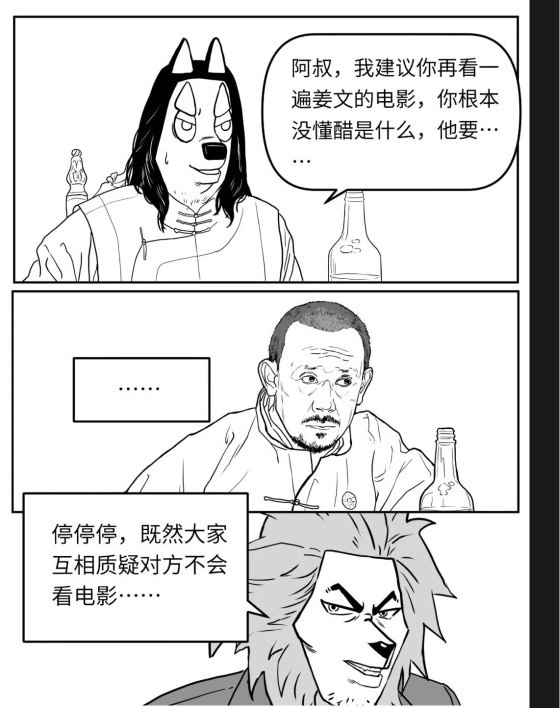 阿叔，我建议你再看一
遍姜文的电影，你根本
没懂醋是什么，他要…
…
……
停停停，既然大家
互相质疑对方不会
看电影……